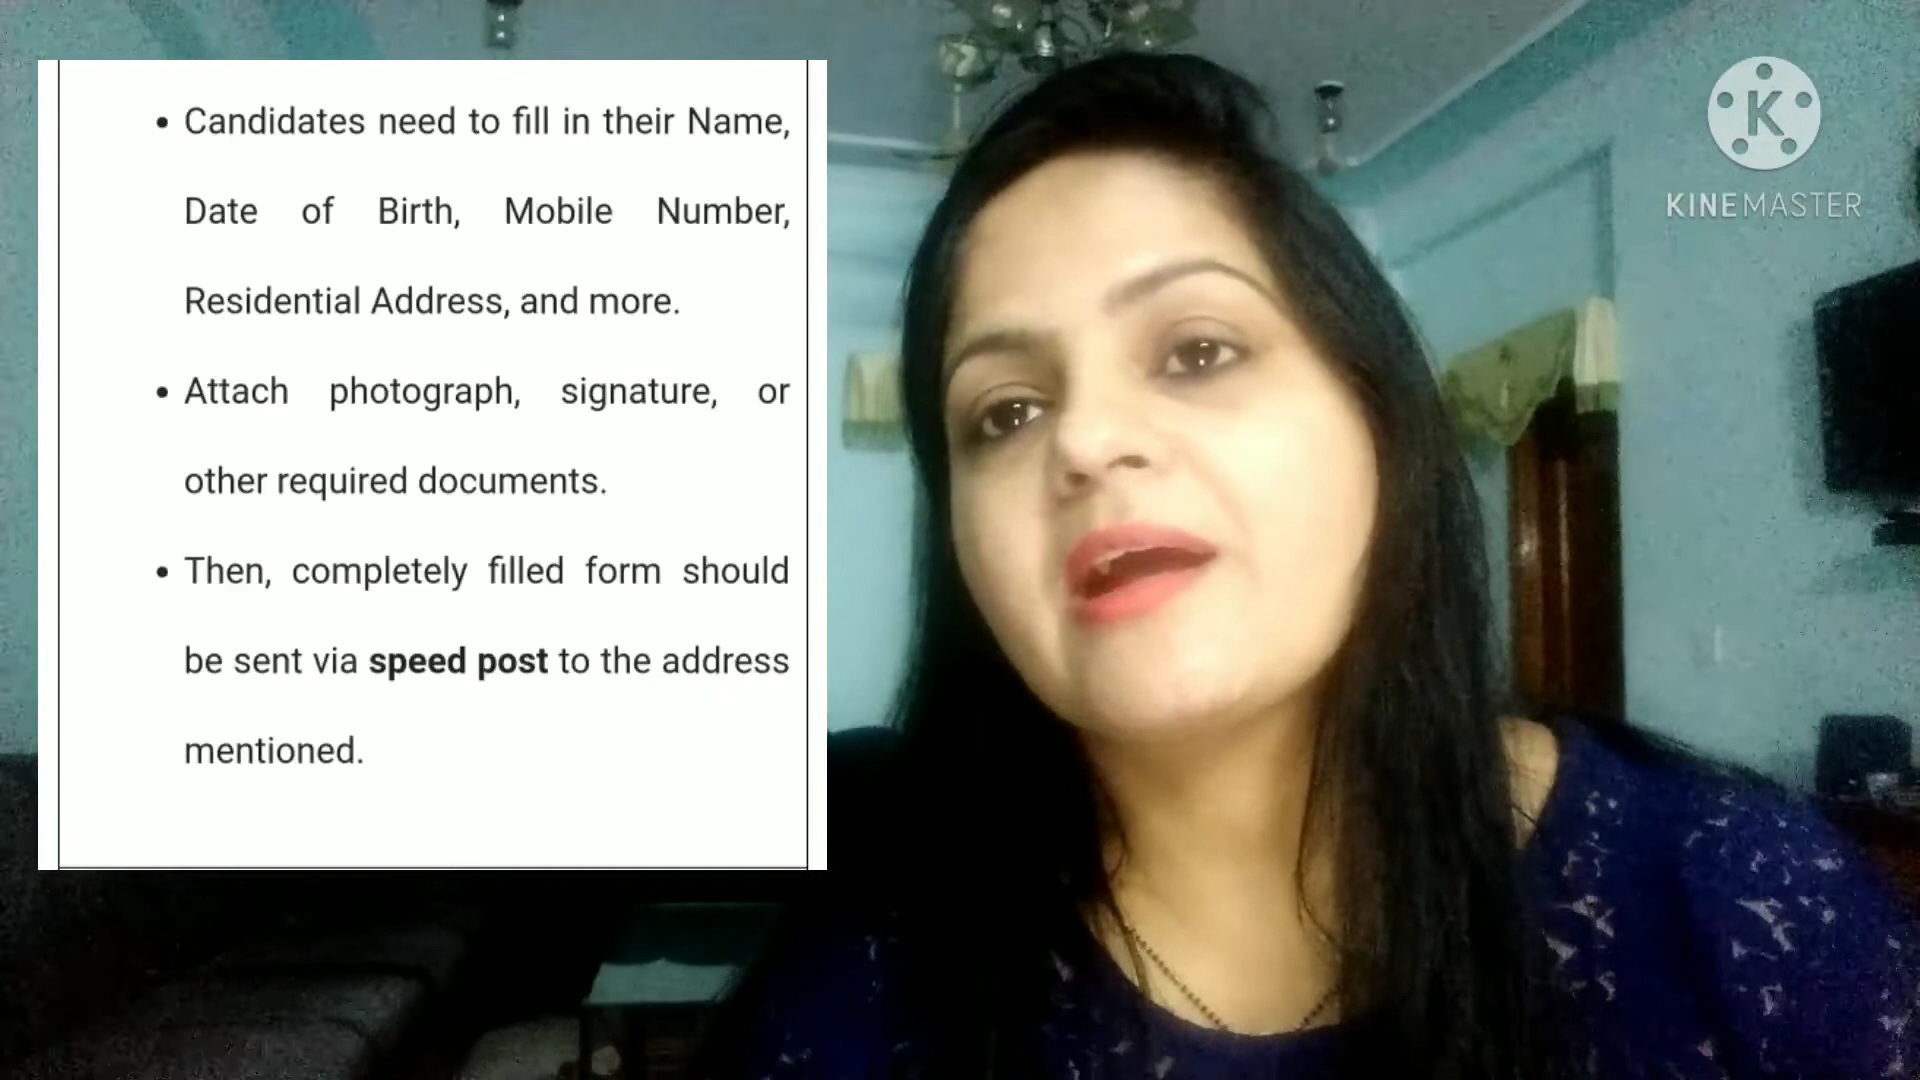 • Candidates need to fill in their Name,
Date of Birth, Mobile Number,
Residential Address, and more.
• Attach photograph, signature, or
other required documents.
• Then, completely filled form should
be sent via speed post to the address
mentioned.
K
KINEMASTER